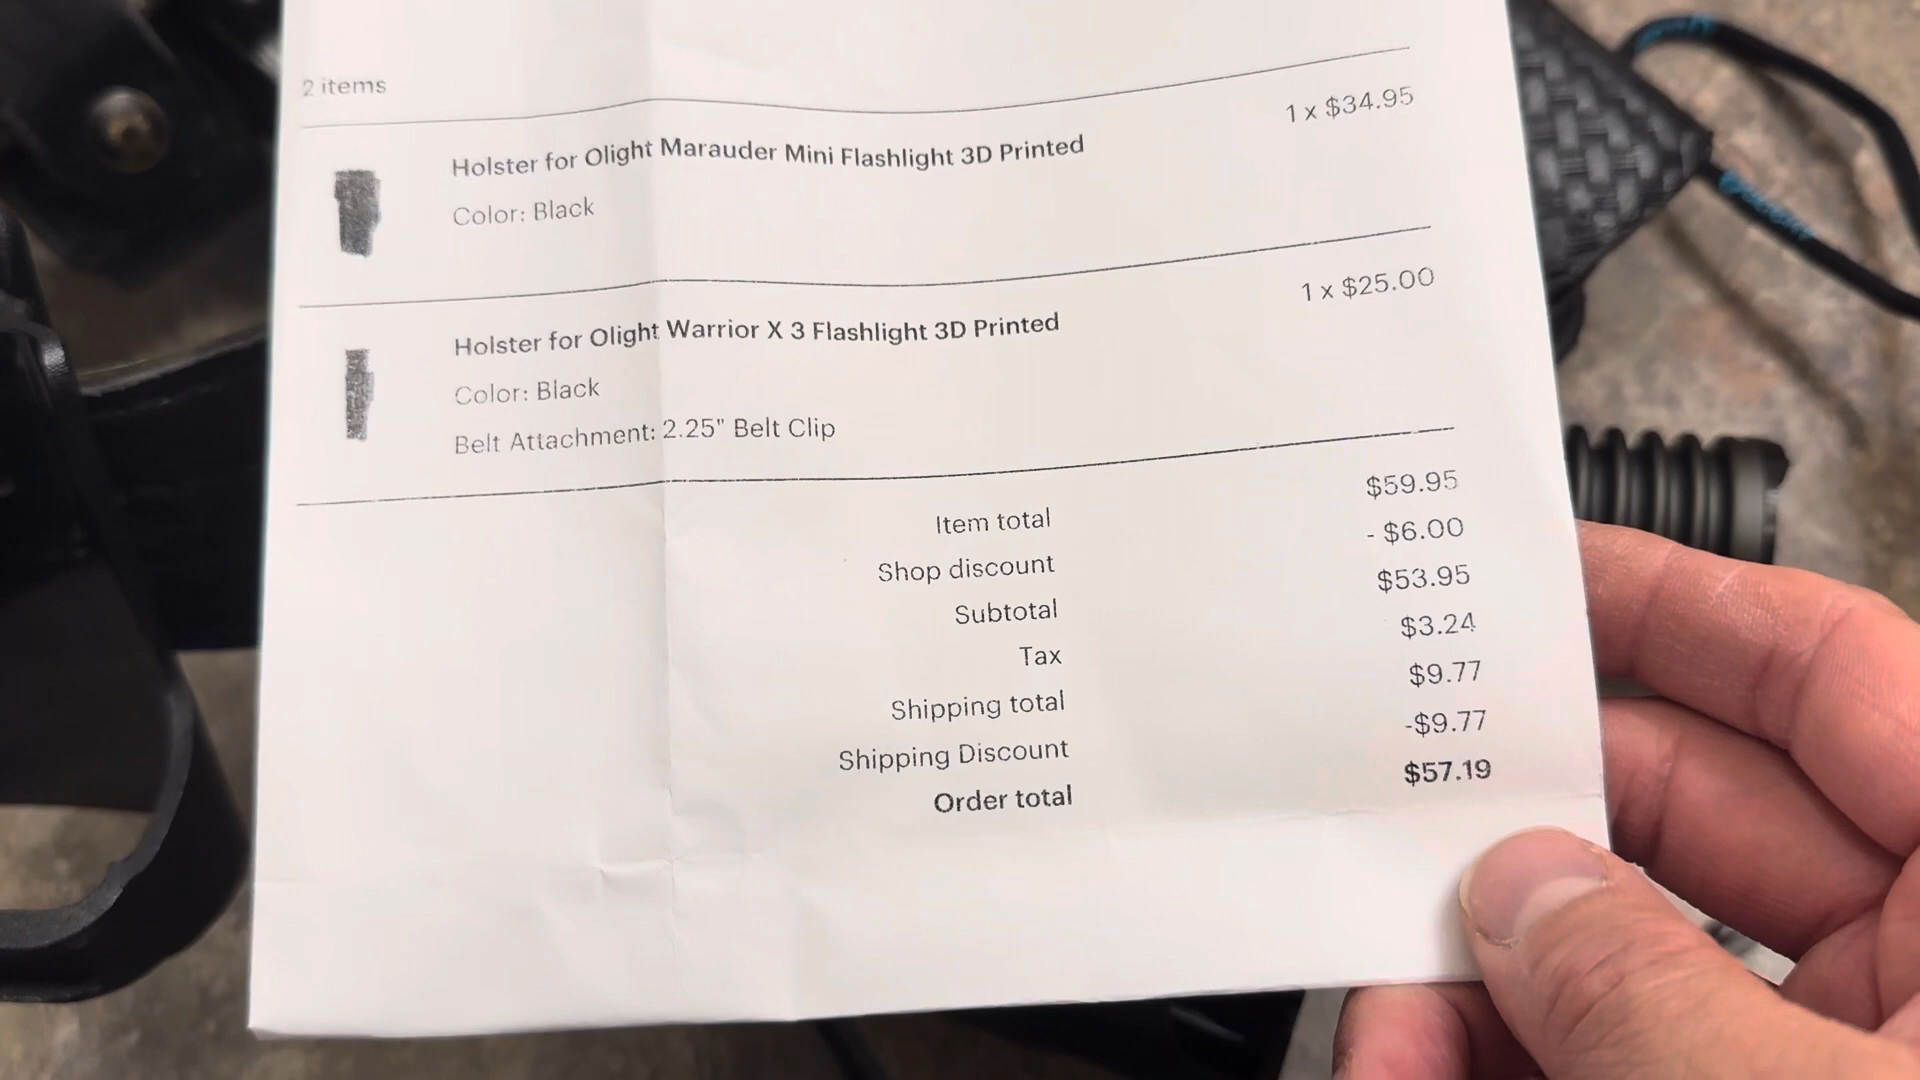 2 items
Holster for Olight Marauder Mini Flashlight 3D Printed
1 x $34.95
Color: Black
Holster for Olight Warrior X 3 Flashlight 3D Printed
1 x $25.00
Color: Black
Belt Attachment: 2.25" Belt Clip
Item total $59.95
Shop discount - $6.00
Subtotal $53.95
Tax $3.24
Shipping total $9.77
Shipping Discount -$9.77
Order total $57.19